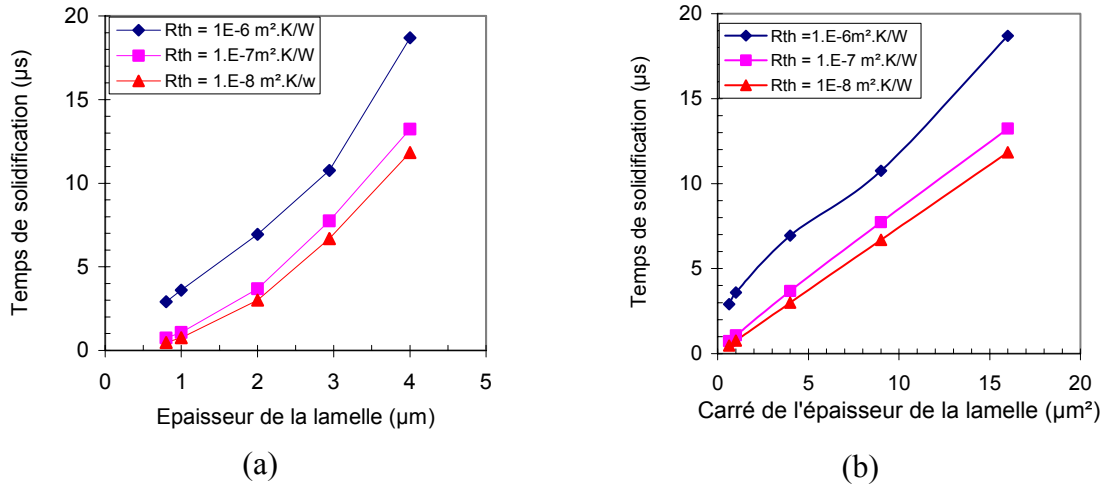 Rth = 1E-6 m².K/W
Rth = 1.E-7m².K/W
Rth = 1.E-8 m².K/w
Temps de solidification (µs)
20
15
10
5
0
0 1 2 3 4 5
Epaisseur de la lamelle (µm)
(a)
Rth =1.E-6m².K/W
Rth = 1.E-7 m².K/W
Rth = 1E-8 m².K/W
Temps de solidification (µs)
20
15
10
5
0
0 5 10 15 20
Carré de l'épaisseur de la lamelle (µm²)
(b)